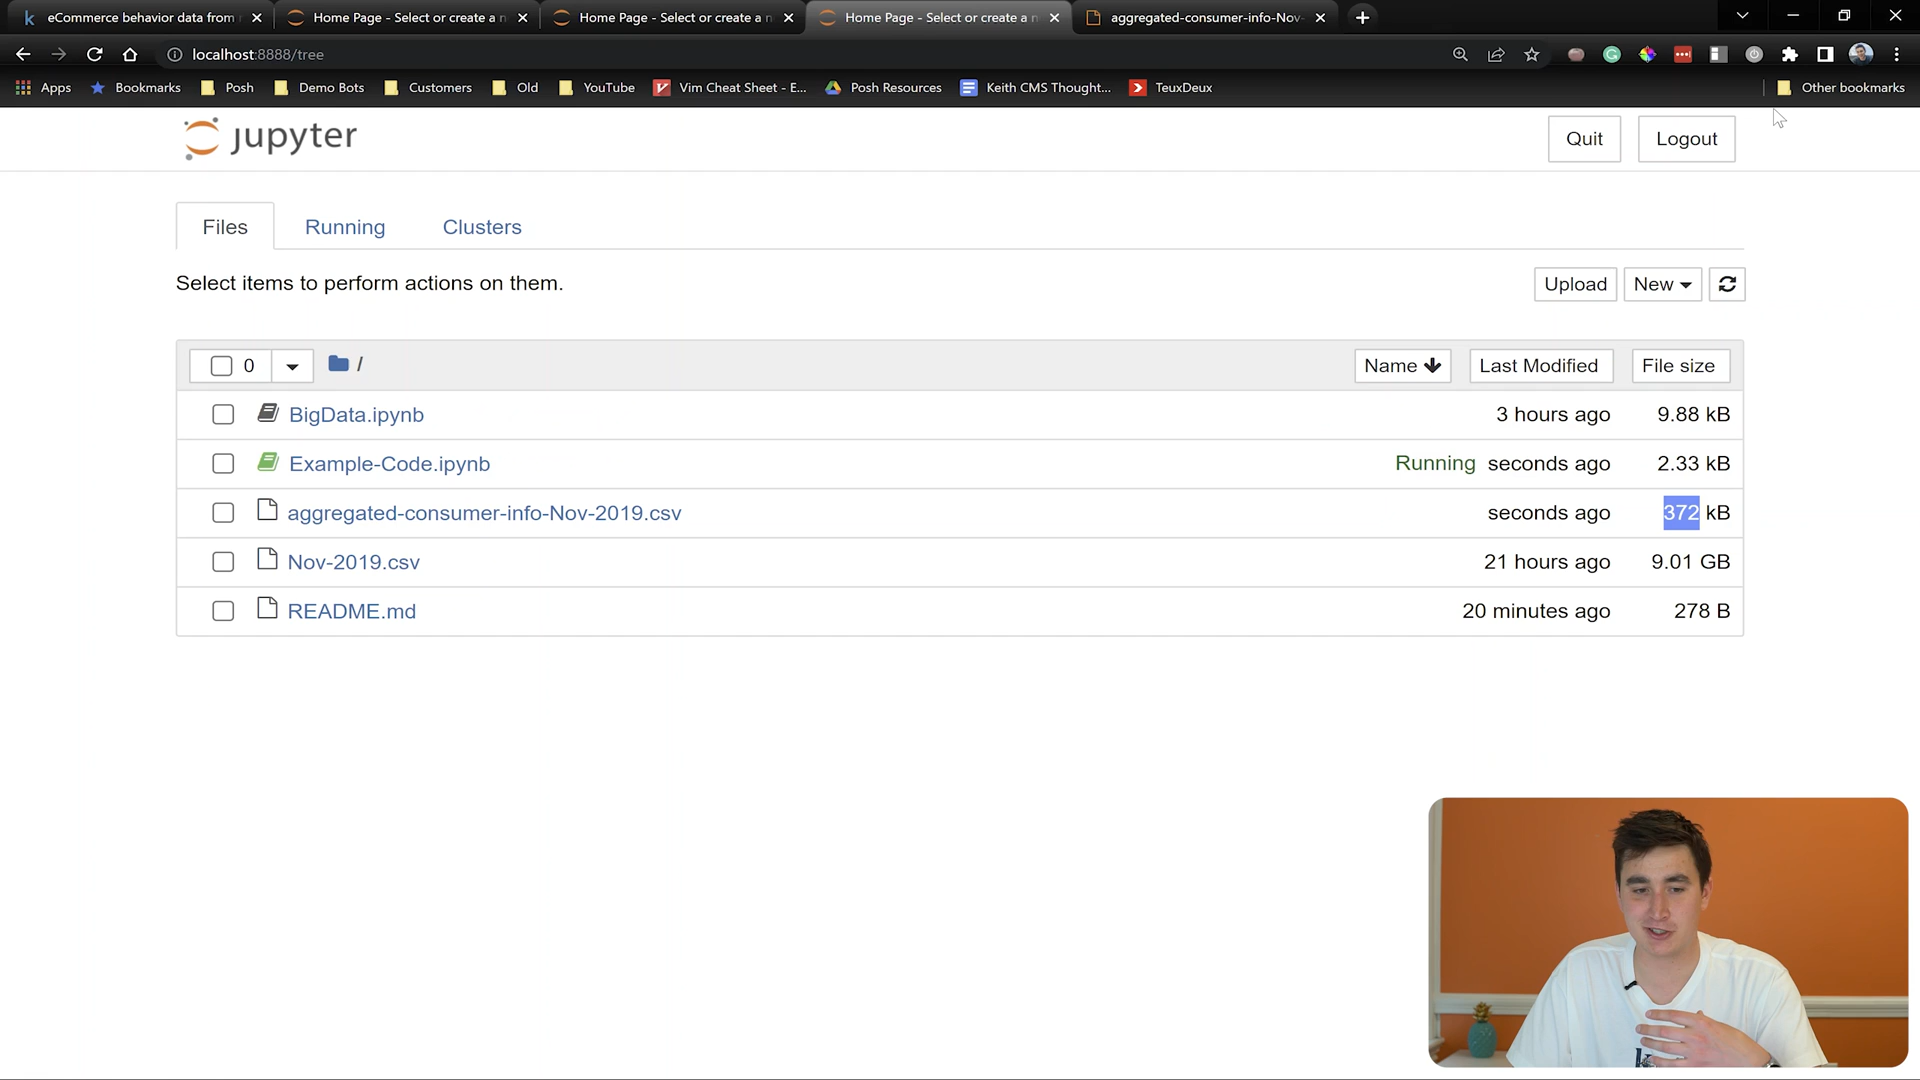 eCommerce behavior data from
Home Page - Select or create a n
Home Page - Select or create a n
Home Page - Select or create a n
aggregated-consumer-info-Nov-
localhost:8888/tree
Apps
Bookmarks
Posh
Demo Bots
Customers
Old
YouTube
Vim Cheat Sheet - E...
Posh Resources
Keith CMS Thought...
TeuxDeux
Other bookmarks
jupyter
Quit
Logout
Files
Running
Clusters
Select items to perform actions on them.
Upload
New
0
/
Name
Last Modified
File size
BigData.ipynb
3 hours ago
9.88 kB
Example-Code.ipynb
Running
seconds ago
2.33 kB
aggregated-consumer-info-Nov-2019.csv
seconds ago
372 kB
Nov-2019.csv
21 hours ago
9.01 GB
README.md
20 minutes ago
278 B